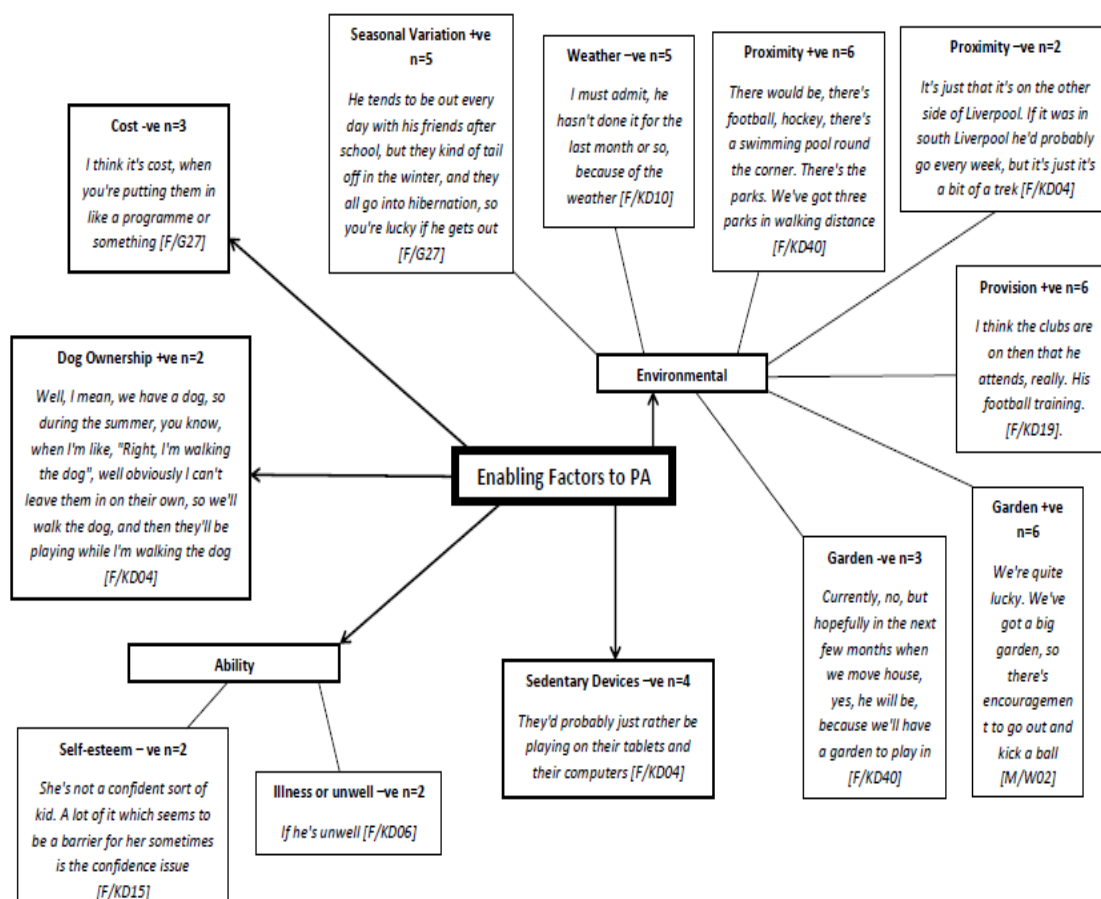 Seasonal Variation +ve
n=5
He tends to be out every
day with his friends after
school, but they kind of tail
off in the winter, and they
all go into hibernation, so
you're lucky if he gets out
[F/G27]
Weather –ve n=5
I must admit, he
hasn't done it for the
last month or so,
because of the
weather [F/KD10]
Proximity +ve n=6
There would be, there's
football, hockey, there's
a swimming pool round
the corner. There's the
parks. We've got three
parks in walking distance
[F/KD40]
Proximity –ve n=2
It's just that it's on the other
side of Liverpool. If it was in
south Liverpool he'd probably
go every week, but it's just it's
a bit of a trek [F/KD04]
Cost -ve n=3
I think it's cost, when
you're putting them in
like a programme or
something [F/G27]
Provision +ve n=6
I think the clubs are
on then that he
attends, really. His
football training.
[F/KD19].
Dog Ownership +ve n=2
Well, I mean, we have a dog, so
during the summer, you know,
when I'm like, "Right, I'm walking
the dog", well obviously I can't
leave them in on their own, so we'll
walk the dog, and then they'll be
playing while I'm walking the dog
[F/KD04]
Environmental
Enabling Factors to PA
Garden +ve
n=6
We're quite
lucky. We've
got a big
garden, so
there's
encouragemen
t to go out and
kick a ball
[M/W02]
Garden -ve n=3
Currently, no, but
hopefully in the next
few months when
we move house,
yes, he will be,
because we'll have
a garden to play in
[F/KD40]
Ability
Sedentary Devices –ve n=4
They'd probably just rather be
playing on their tablets and
their computers [F/KD04]
Self-esteem – ve n=2
She's not a confident sort of
kid. A lot of it which seems to
be a barrier for her sometimes
is the confidence issue
[F/KD15]
Illness or unwell –ve n=2
If he's unwell [F/KD06]